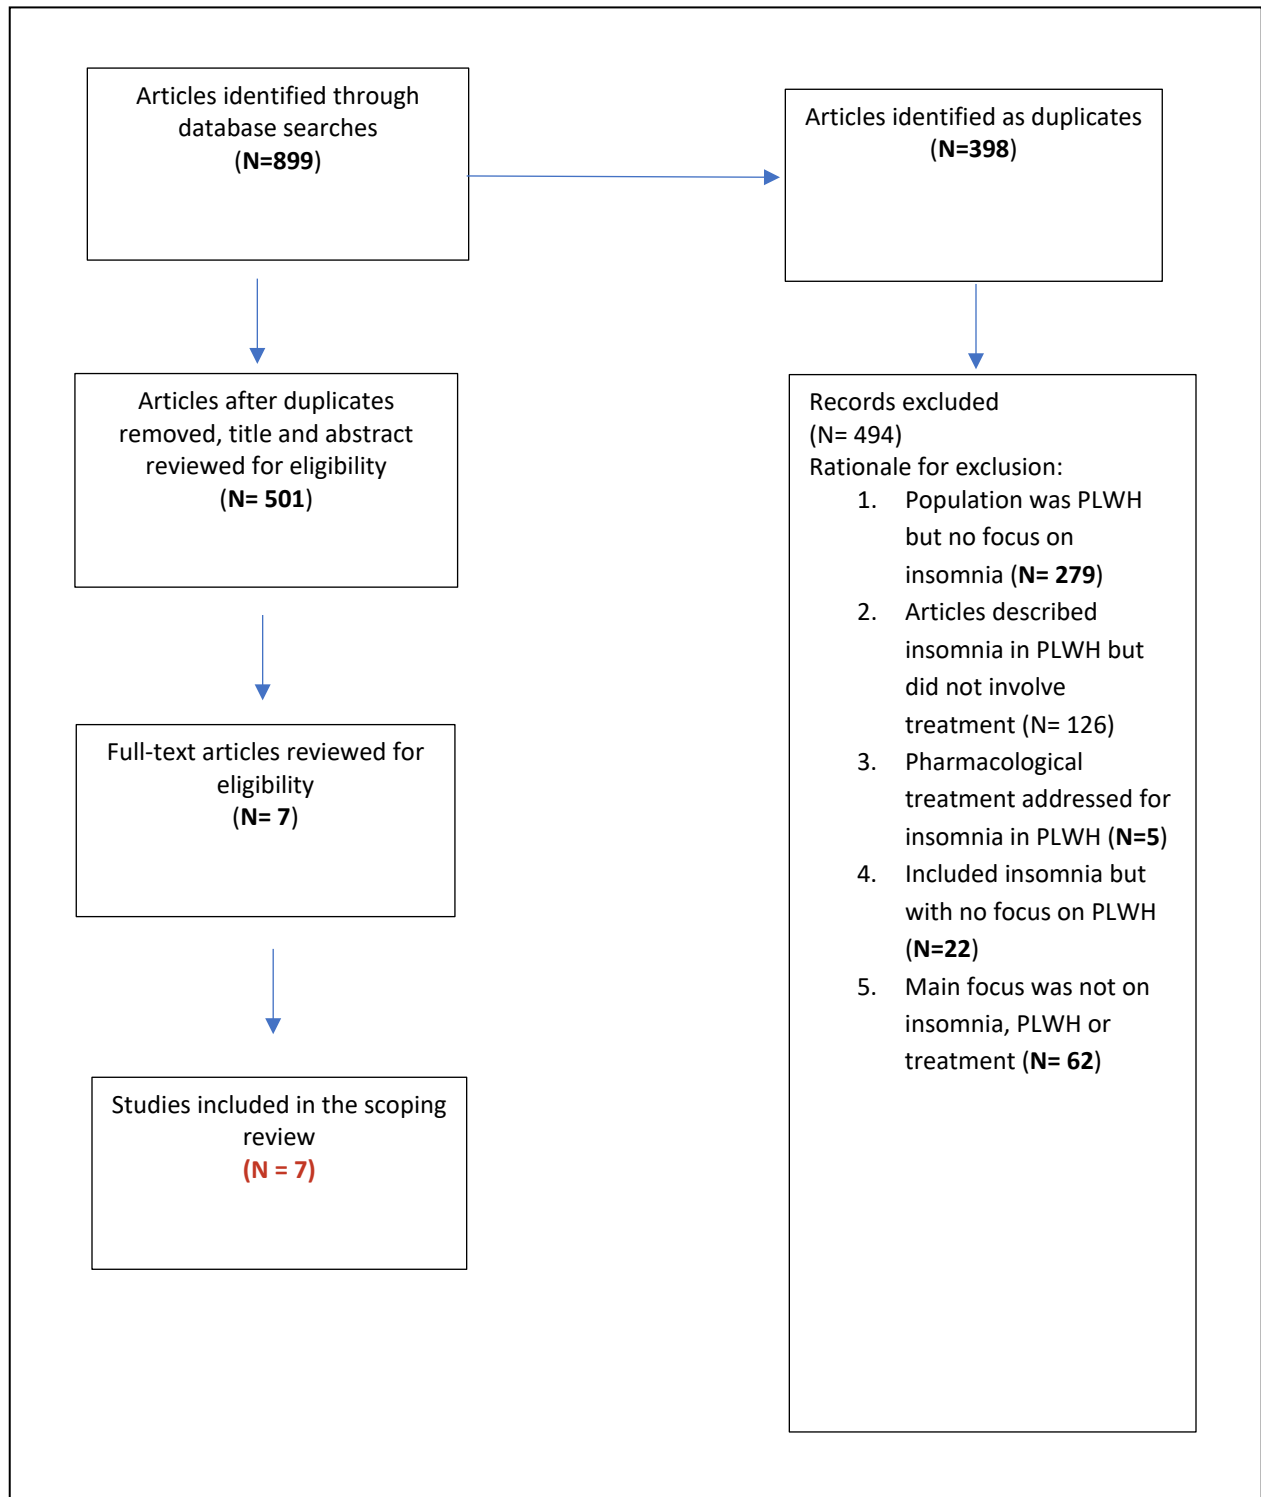 Articles identified through
database searches
(N=899)
Articles identified as duplicates
(N=398)
Articles after duplicates
removed, title and abstract
reviewed for eligibility
(N= 501)
Records excluded
(N= 494)
Rationale for exclusion:
1. Population was PLWH
but no focus on
insomnia (N= 279)
2. Articles described
insomnia in PLWH but
did not involve
treatment (N= 126)
3. Pharmacological
treatment addressed for
insomnia in PLWH (N=5)
4. Included insomnia but
with no focus on PLWH
(N=22)
5. Main focus was not on
insomnia, PLWH or
treatment (N= 62)
Full-text articles reviewed for
eligibility
(N= 7)
Studies included in the scoping
review
(N = 7)